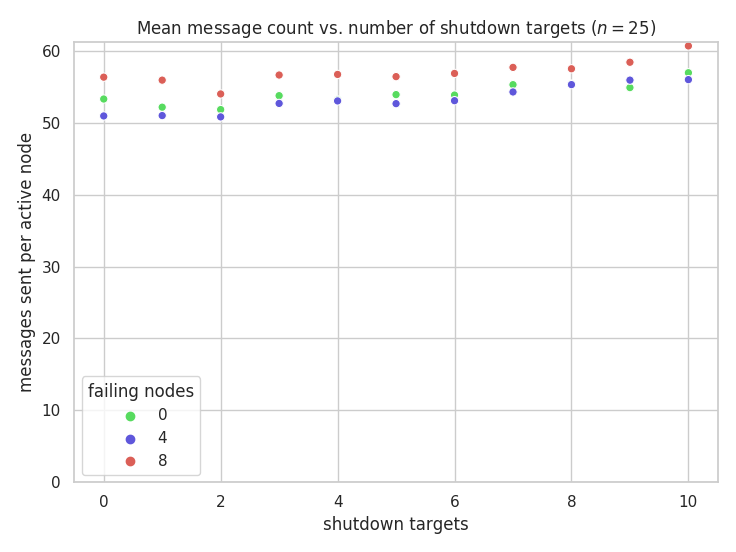 Mean message count vs. number of shutdown targets (n = 25)
messages sent per active node
60
50
40
30
20
10
0
failing nodes
0
4
8
0 2 4 6 8 10
shutdown targets